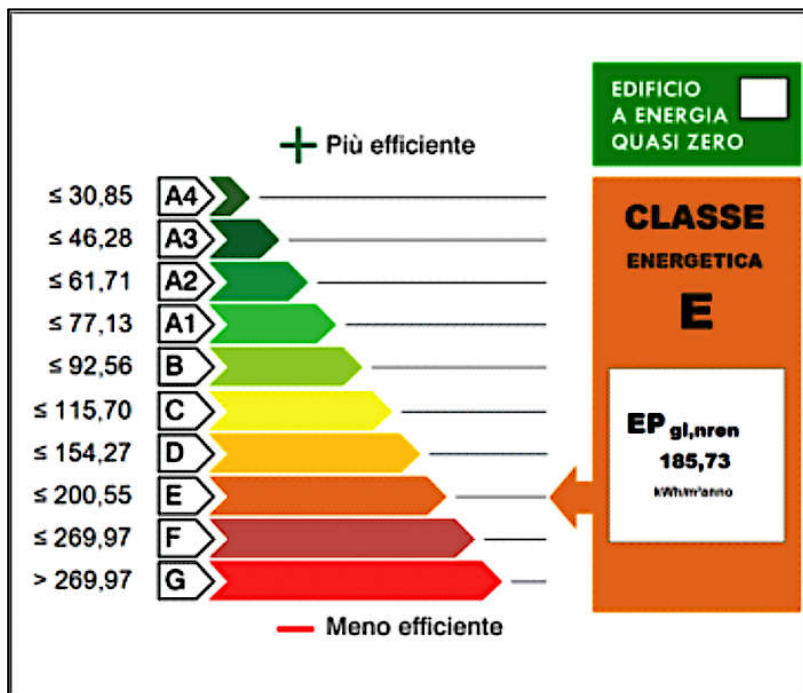 EDIFICIO
A ENERGIA
QUASI ZERO
Più efficiente
≤ 30,85 A4
≤ 46,28 A3
≤ 61,71 A2
≤ 77,13 A1
≤ 92,56 B
≤ 115,70 C
≤ 154,27 D
≤ 200,55 E
≤ 269,97 F
> 269,97 G
Meno efficiente
CLASSE
ENERGETICA
E
EP gl,nren
185,73
kWh/m²anno